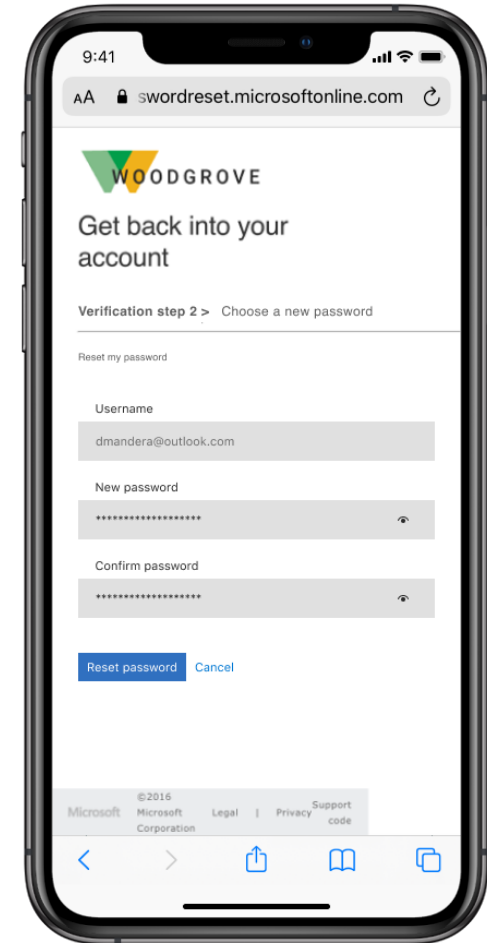 9:41
AA swordreset.microsoftonline.com
WOODGROVE
Get back into your
account
Verification step 2 > Choose a new password
Reset my password
Username
dmandera@outlook.com
New password
*******************
Confirm password
*******************
Reset password Cancel
Microsoft ©2016 Microsoft Corporation Legal | Privacy Support code